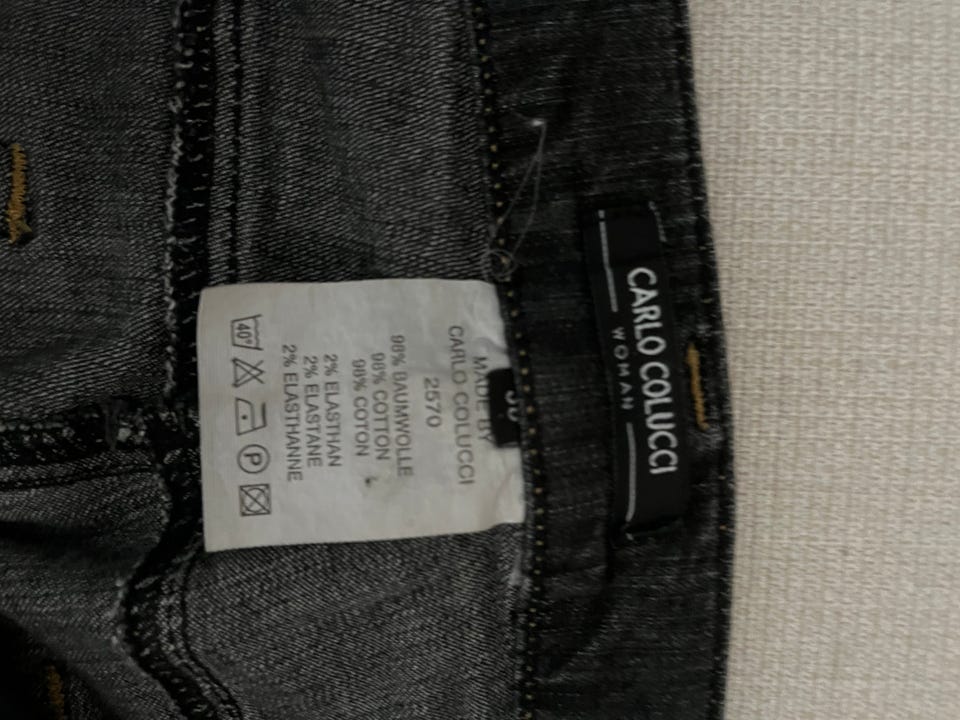 CARLO COLUCCI
WOMAN
MADE BY
CARLO COLUCCI
2570
98% BAUMWOLLE
98% COTTON
98% COTON
2% ELASTHAN
2% ELASTANE
2% ELASTHANNE
40°
P